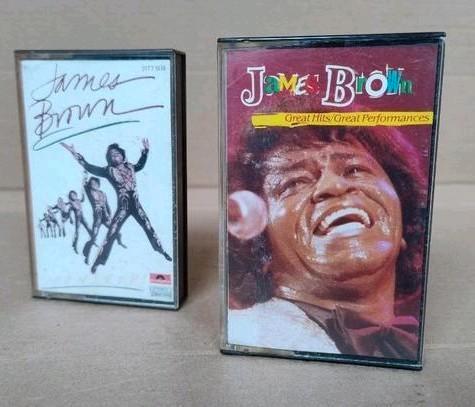 James
Brown
JAMES BROWN
Great Hits/Great Performances